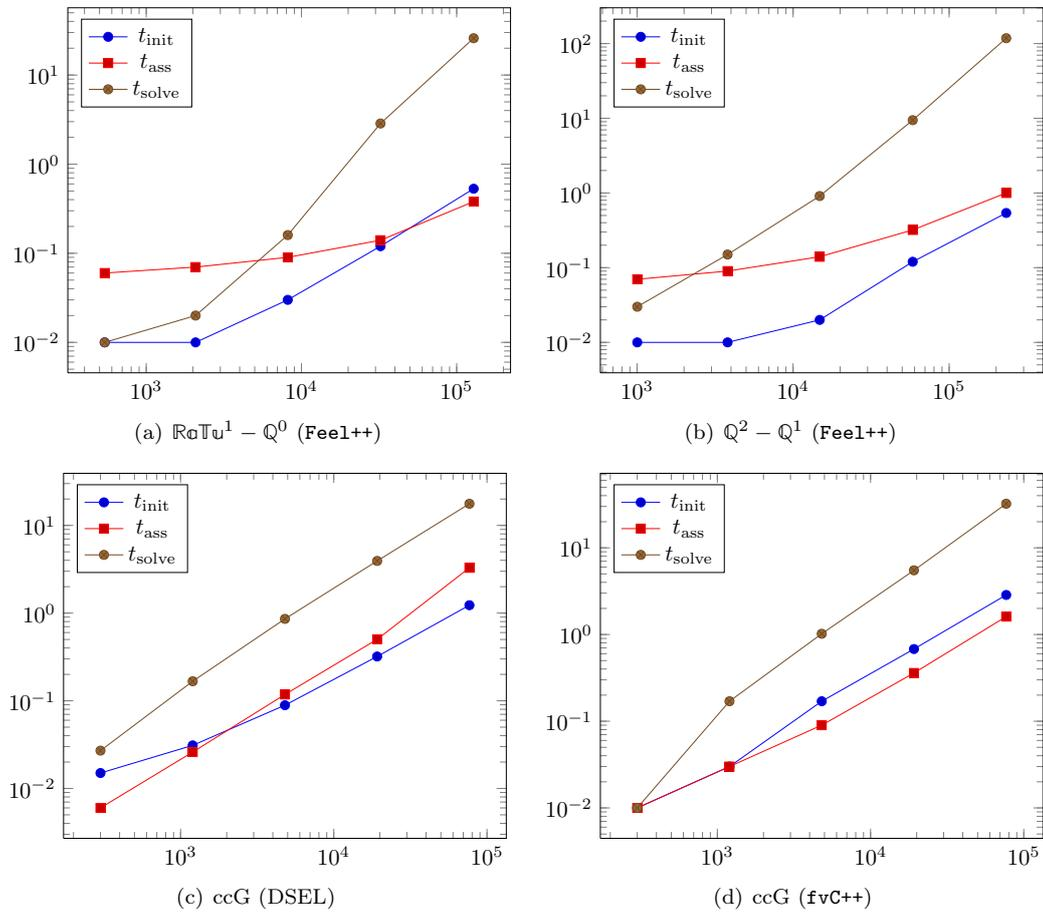 t_init
t_ass
t_solve
10^1
10^0
10^−1
10^−2
10^3 10^4 10^5
(a) ℝ𝕒𝕋𝕦^1 − ℚ^0 (Feel++)
t_init
t_ass
t_solve
10^2
10^1
10^0
10^−1
10^−2
10^3 10^4 10^5
(b) ℚ^2 − ℚ^1 (Feel++)
t_init
t_ass
t_solve
10^1
10^0
10^−1
10^−2
10^3 10^4 10^5
(c) ccG (DSEL)
t_init
t_ass
t_solve
10^1
10^0
10^−1
10^−2
10^3 10^4 10^5
(d) ccG (fvC++)